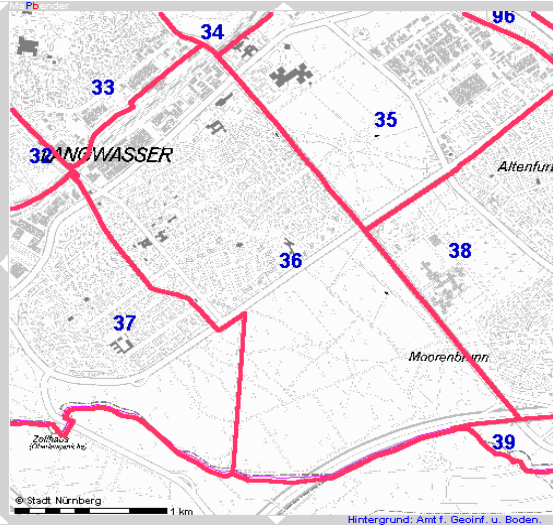 MapBender
96
34
33
35
LANGWASSER
32
Altenfurt
36
38
37
Moorenbrunn
39
Zollhaus
© Stadt Nürnberg
1 km
Hintergrund: Amt f. Geoinf. u. Boden